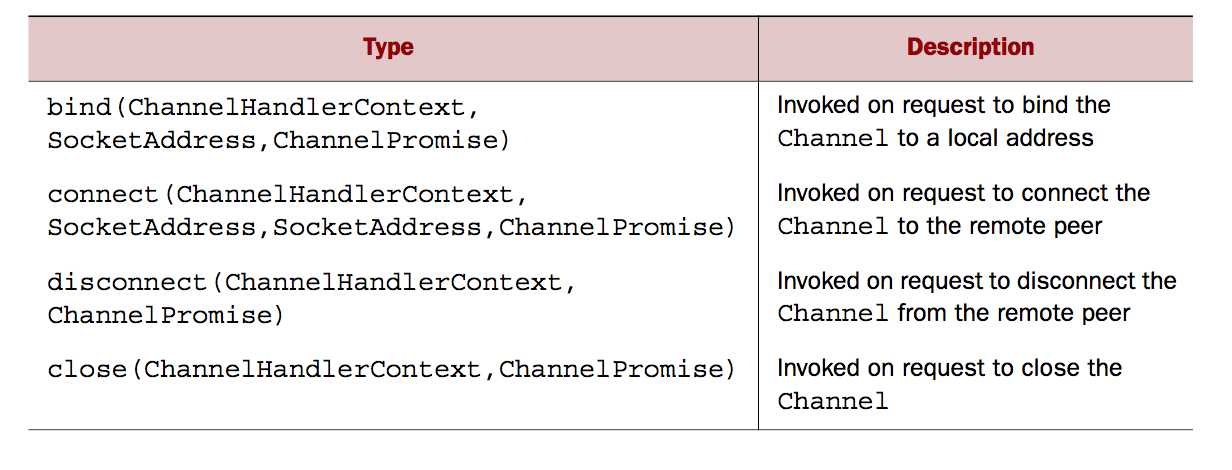 Type Description
bind(ChannelHandlerContext, Invoked on request to bind the
SocketAddress,ChannelPromise) Channel to a local address
connect(ChannelHandlerContext, Invoked on request to connect the
SocketAddress,SocketAddress,ChannelPromise) Channel to the remote peer
disconnect(ChannelHandlerContext, Invoked on request to disconnect the
ChannelPromise) Channel from the remote peer
close(ChannelHandlerContext,ChannelPromise) Invoked on request to close the
Channel